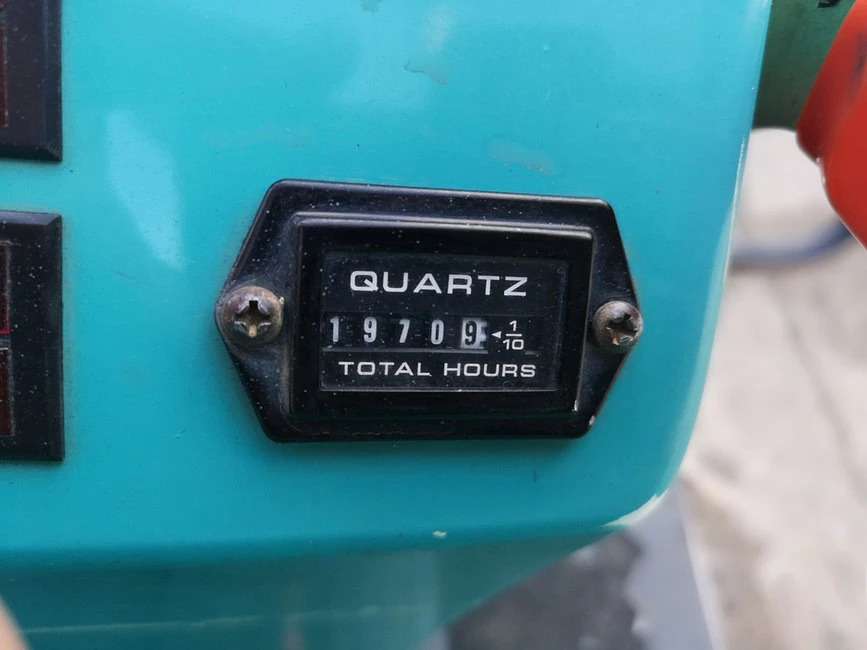 QUARTZ
19709 ◄ 1/10
TOTAL HOURS